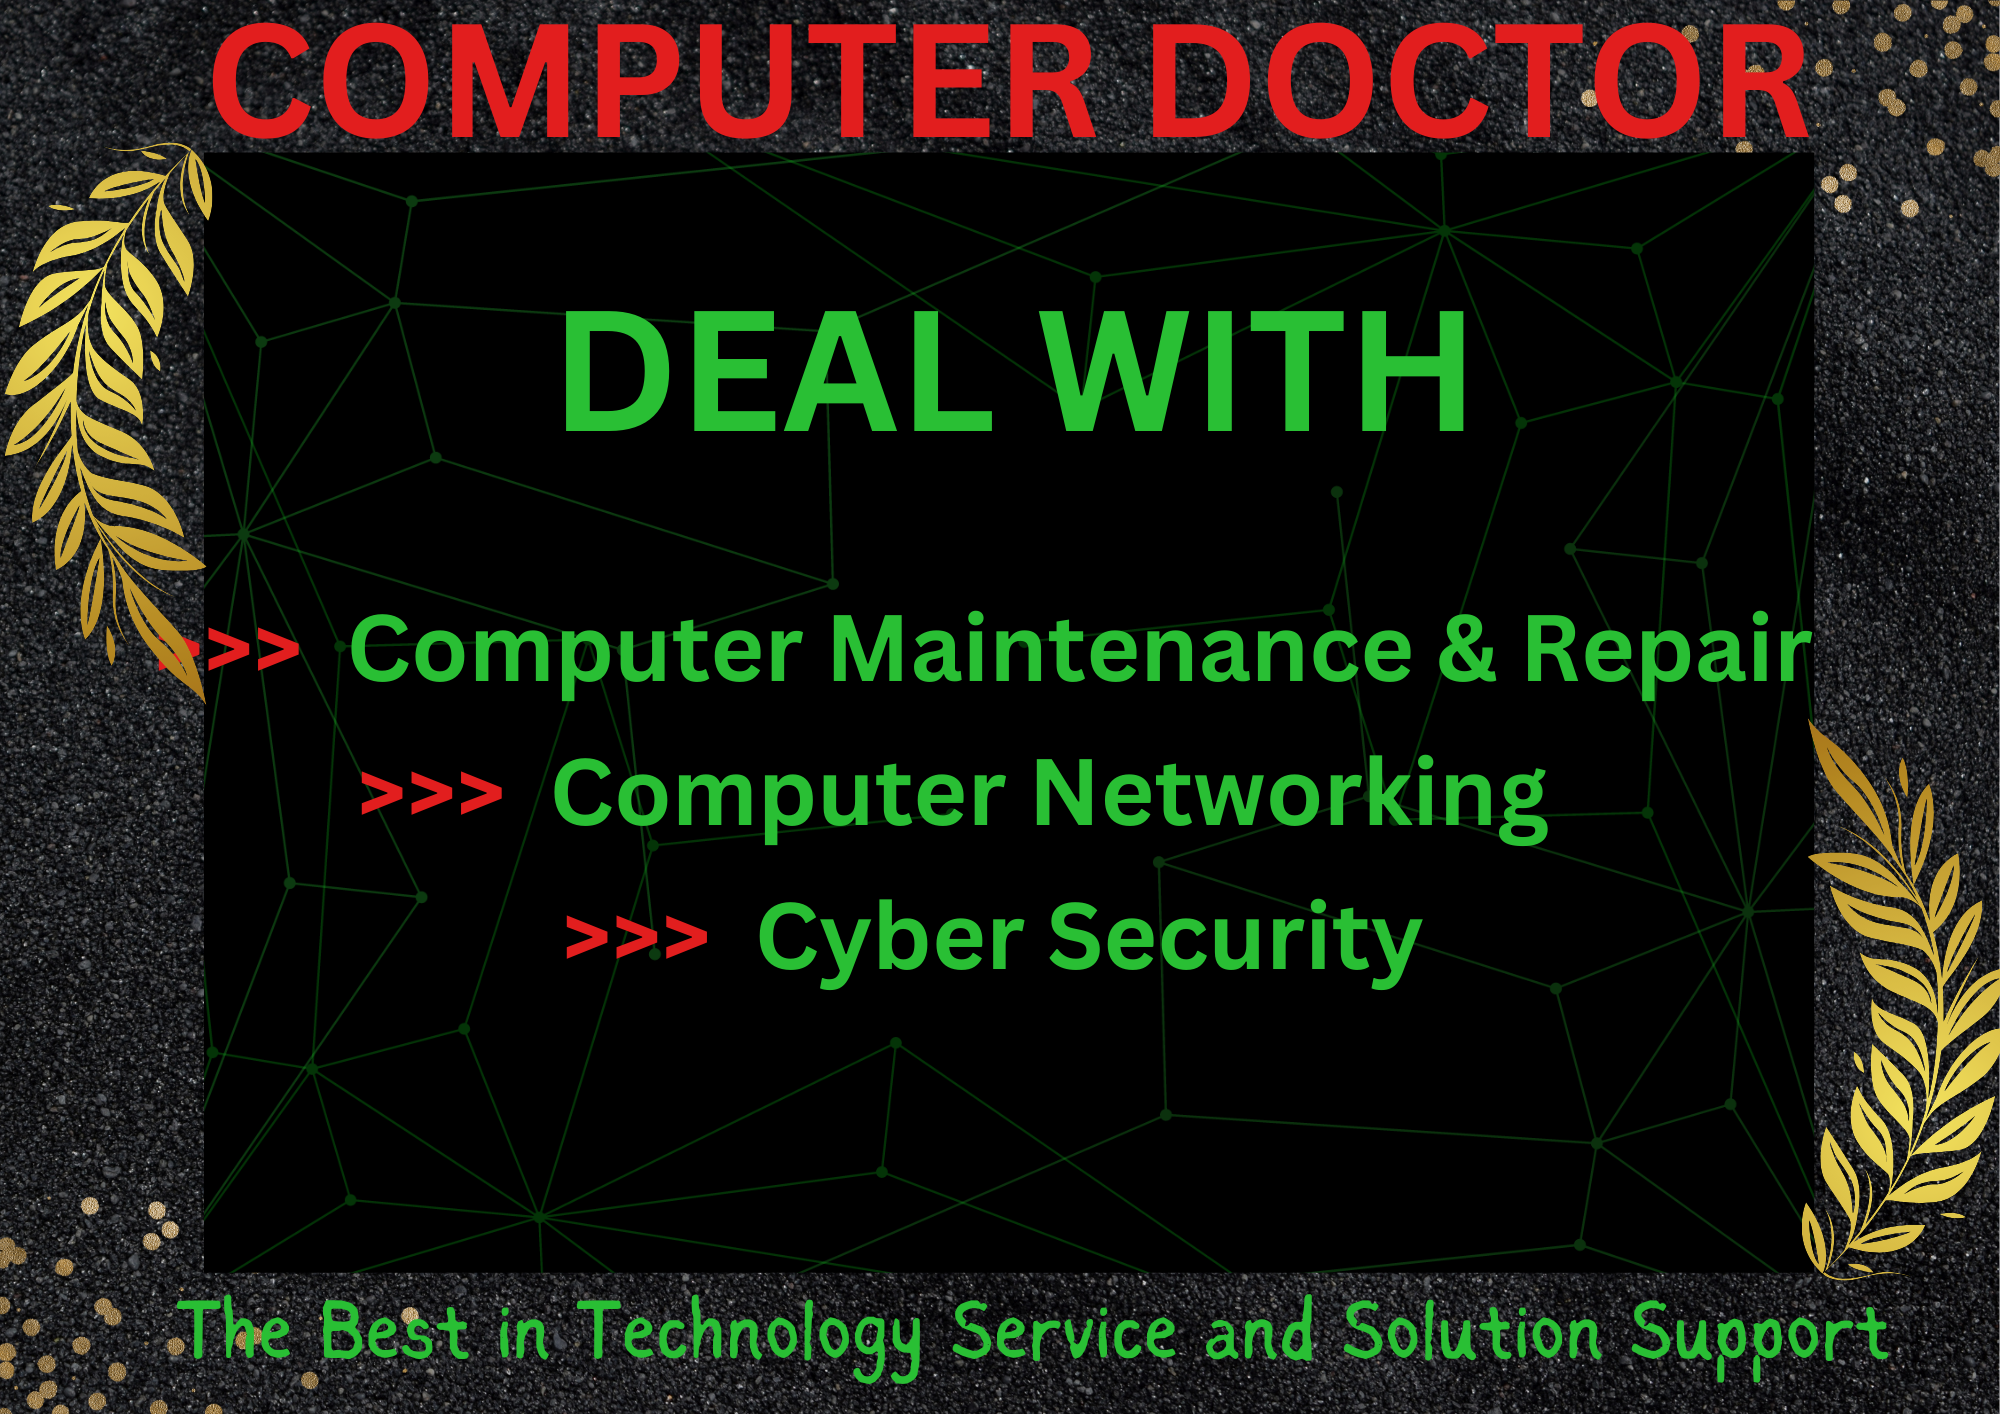 COMPUTER DOCTOR
DEAL WITH
>>> Computer Maintenance & Repair
>>> Computer Networking
>>> Cyber Security
The Best in Technology Service and Solution Support